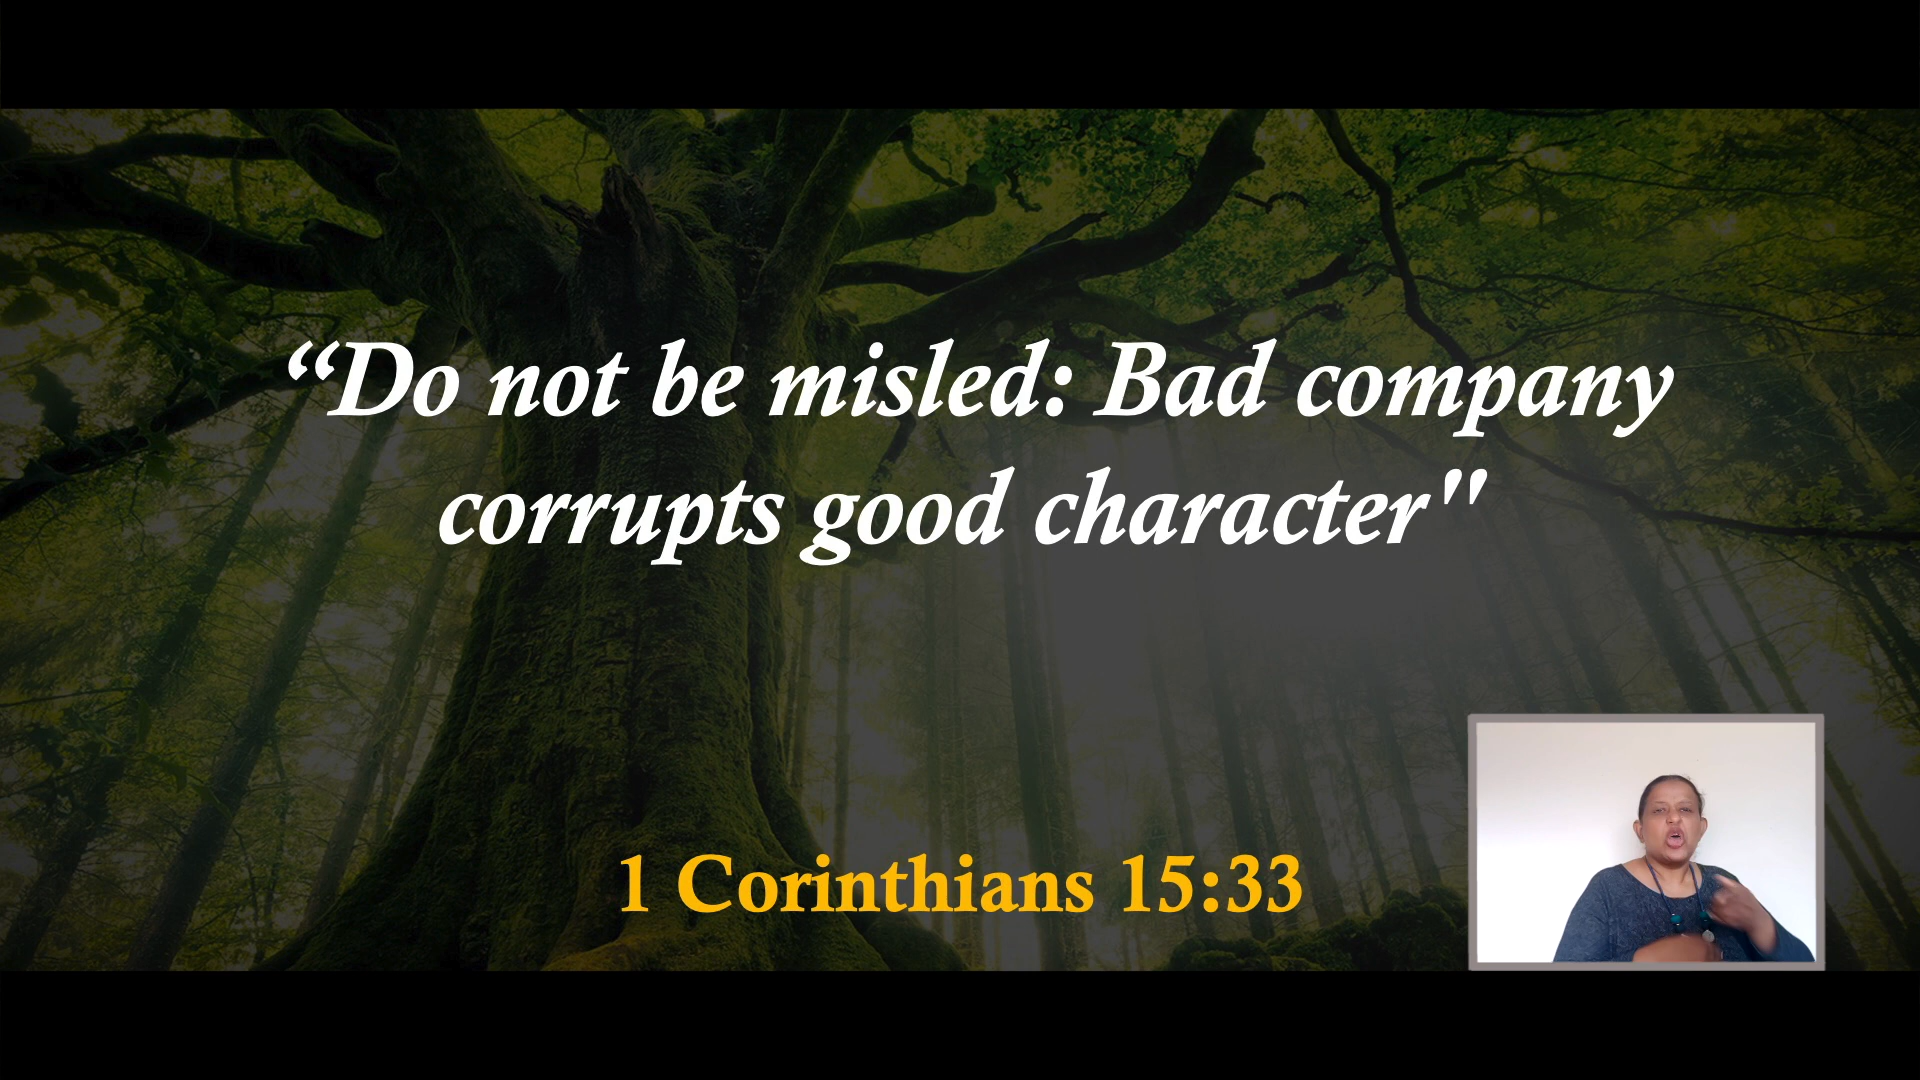 “Do not be misled: Bad company
corrupts good character"
1 Corinthians 15:33